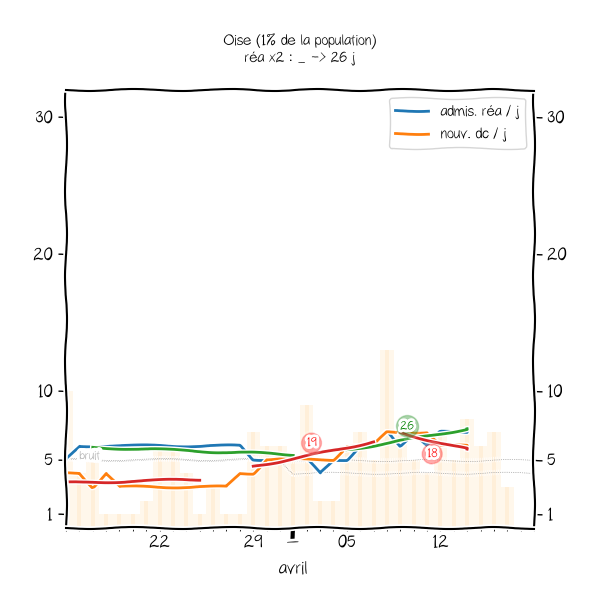 Oise (1% de la population)
réa x2 : _ -> 26 j
admis. réa / j
nouv. dc / j
30 30
20 20
10 10
5 5
1 1
bruit
19
26
18
22 29 _ 05 12
avril